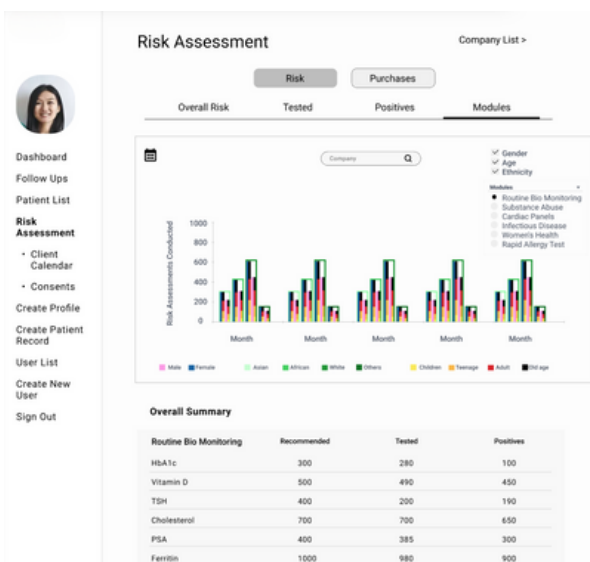 Risk Assessment
Company List >
Risk
Purchases
Overall Risk
Tested
Positives
Modules
Dashboard
Follow Ups
Patient List
Risk
Assessment
• Client
Calendar
• Consents
Create Profile
Create Patient
Record
User List
Create New
User
Sign Out
Company
Gender
Age
Ethnicity
Modules
Routine Bio Monitoring
Substance Abuse
Cardiac Panels
Infectious Disease
Women's Health
Rapid Allergy Test
Risk Assessments Conducted
1000
800
600
400
200
0
Month Month Month Month Month
Male Female Asian African White Others Children Teenage Adult Old age
Overall Summary
Routine Bio Monitoring Recommended Tested Positives
HbA1c 300 280 100
Vitamin D 500 490 450
TSH 400 200 190
Cholesterol 700 700 650
PSA 400 385 300
Ferritin 1000 980 900